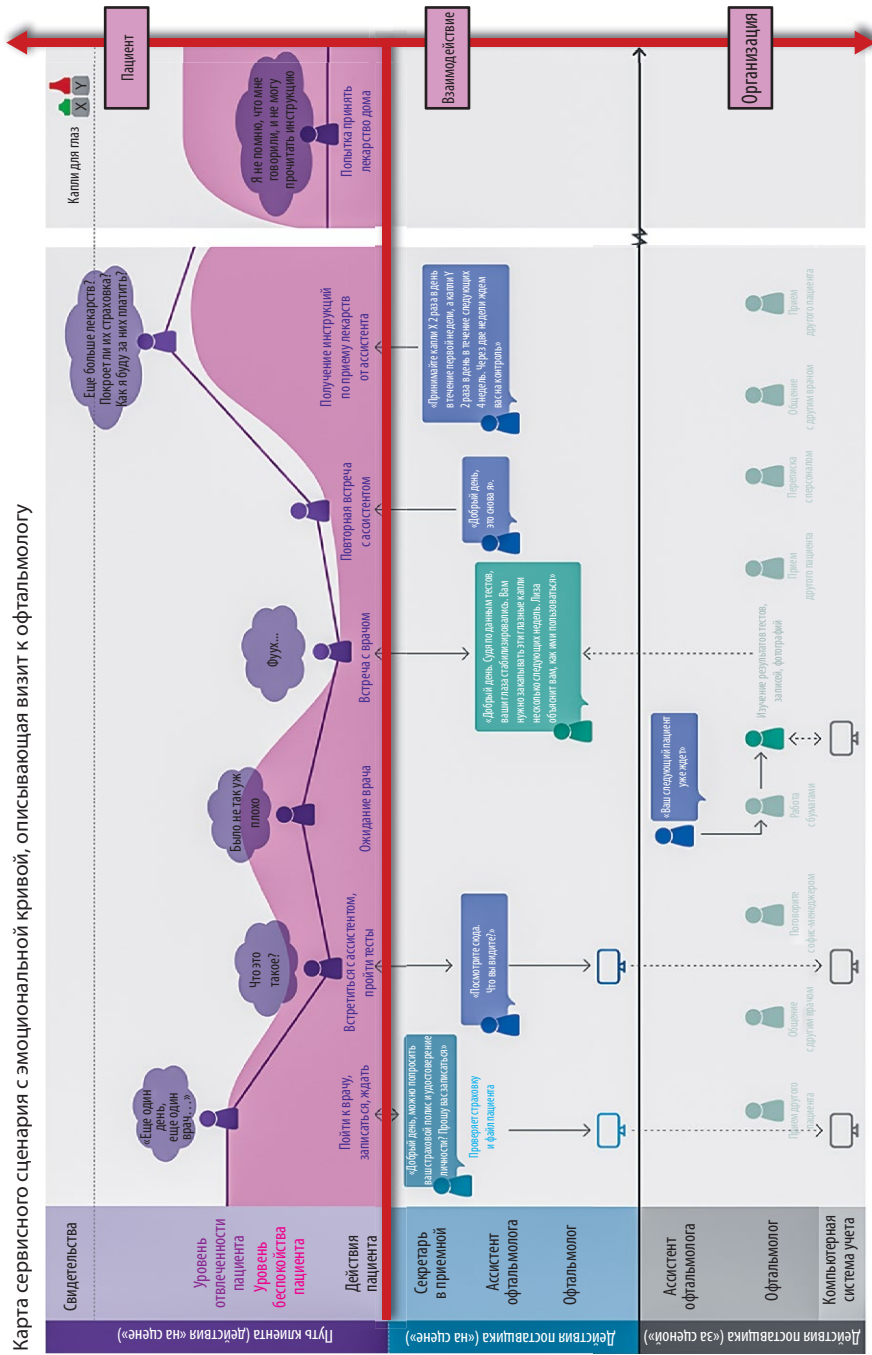 Карта сервисного сценария с эмоциональной кривой, описывающая визит к офтальмологу
Путь клиента (действия «на сцене»)
Свидетельства
Уровень
отвлеченности
пациента
Уровень
беспокойства
пациента
Действия
пациента
«Еще один
день,
еще один
врач…»
Что это
такое?
Было не так уж
плохо
Фуух...
Еще больше лекарств?
Покроет ли их страховка?
Как я буду за них платить?
Я не помню, что мне
говорили, и не могу
прочитать инструкцию
Капли для глаз
X
Y
Пациент
Пойти к врачу,
записаться, ждать
Встретиться с ассистентом,
пройти тесты
Ожидание врача
Встреча с врачом
Повторная встреча
с ассистентом
Получение инструкций
по приему лекарств
от ассистента
Попытка принять
лекарство дома
Действия поставщика («на сцене»)
Секретарь
в приемной
Ассистент
офтальмолога
Офтальмолог
«Добрый день, можно попросить
ваш страховой полис и удостоверение
личности? Прошу вас записаться»
Проверяет страховку
и файл пациента
«Посмотрите сюда.
Что вы видите?»
«Добрый день. Судя по данным тестов,
ваши глаза стабилизировались. Вам
нужно закапывать эти глазные капли
несколько следующих недель. Лиза
объяснит вам, как ими пользоваться»
«Добрый день,
это снова я».
«Принимайте капли X 2 раза в день
в течение первой недели, а капли Y
2 раза в день в течение следующих
4 недель. Через две недели ждем
вас на контроль»
Взаимодействие
Действия поставщика («за сценой»)
Ассистент
офтальмолога
Офтальмолог
Компьютерная
система учета
«Ваш следующий пациент
уже ждет»
Прием другого
пациента
Общение
с другим врачом
Поговорите
с офис-менеджером
Работа
с бумагами
Изучение результатов тестов,
записей, фотографий
Прием
другого пациента
Переписка
с персоналом
Общение
с другим врачом
Прием
другого пациента
Организация